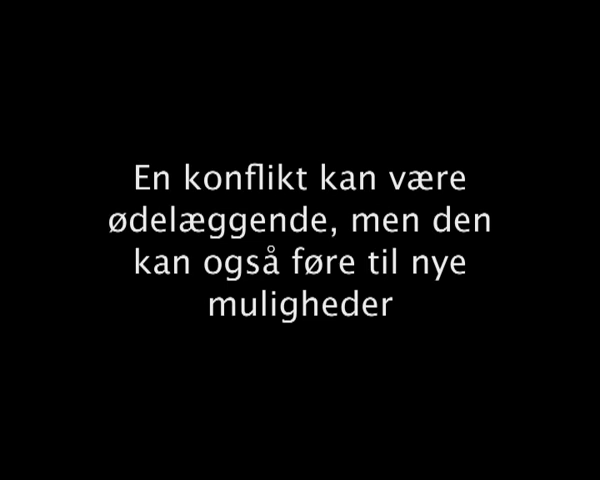 En konflikt kan være
ødelæggende, men den
kan også føre til nye
muligheder